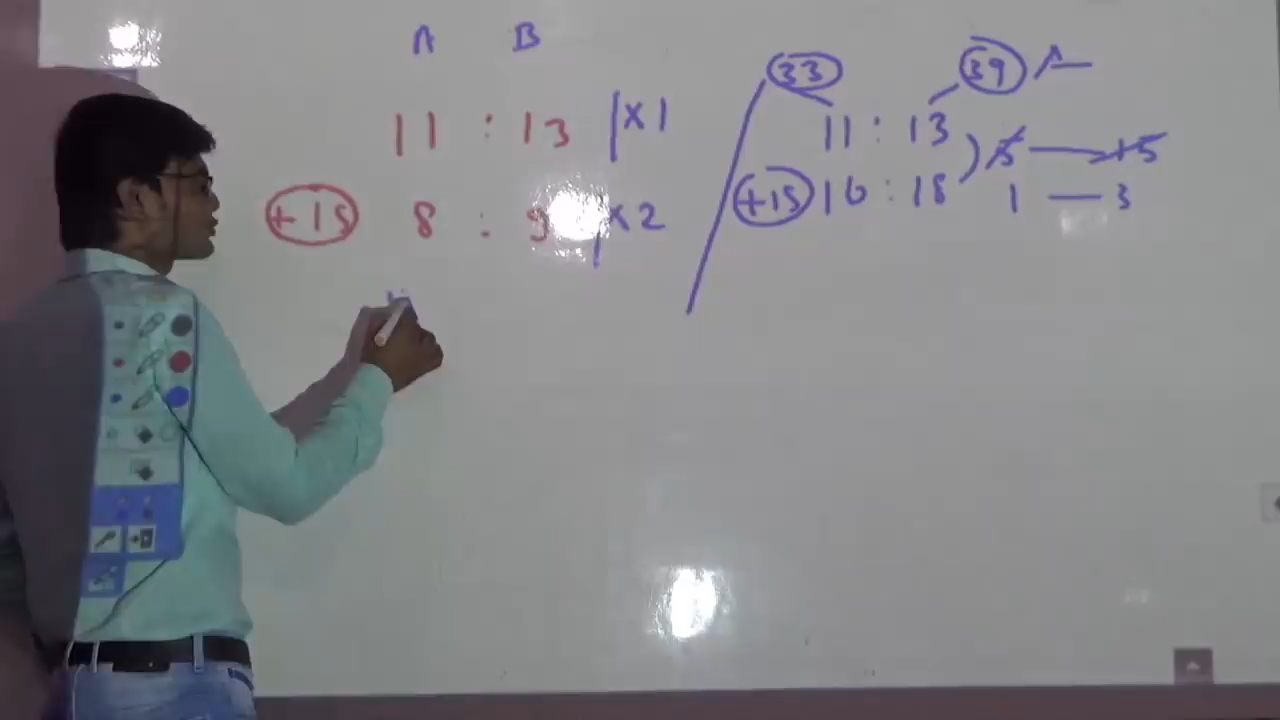 A B
11 : 13 | ×1
+15 8 : 9 | ×2
33 39
11 : 13 5 — +5
+15 16 : 18 1 — 3